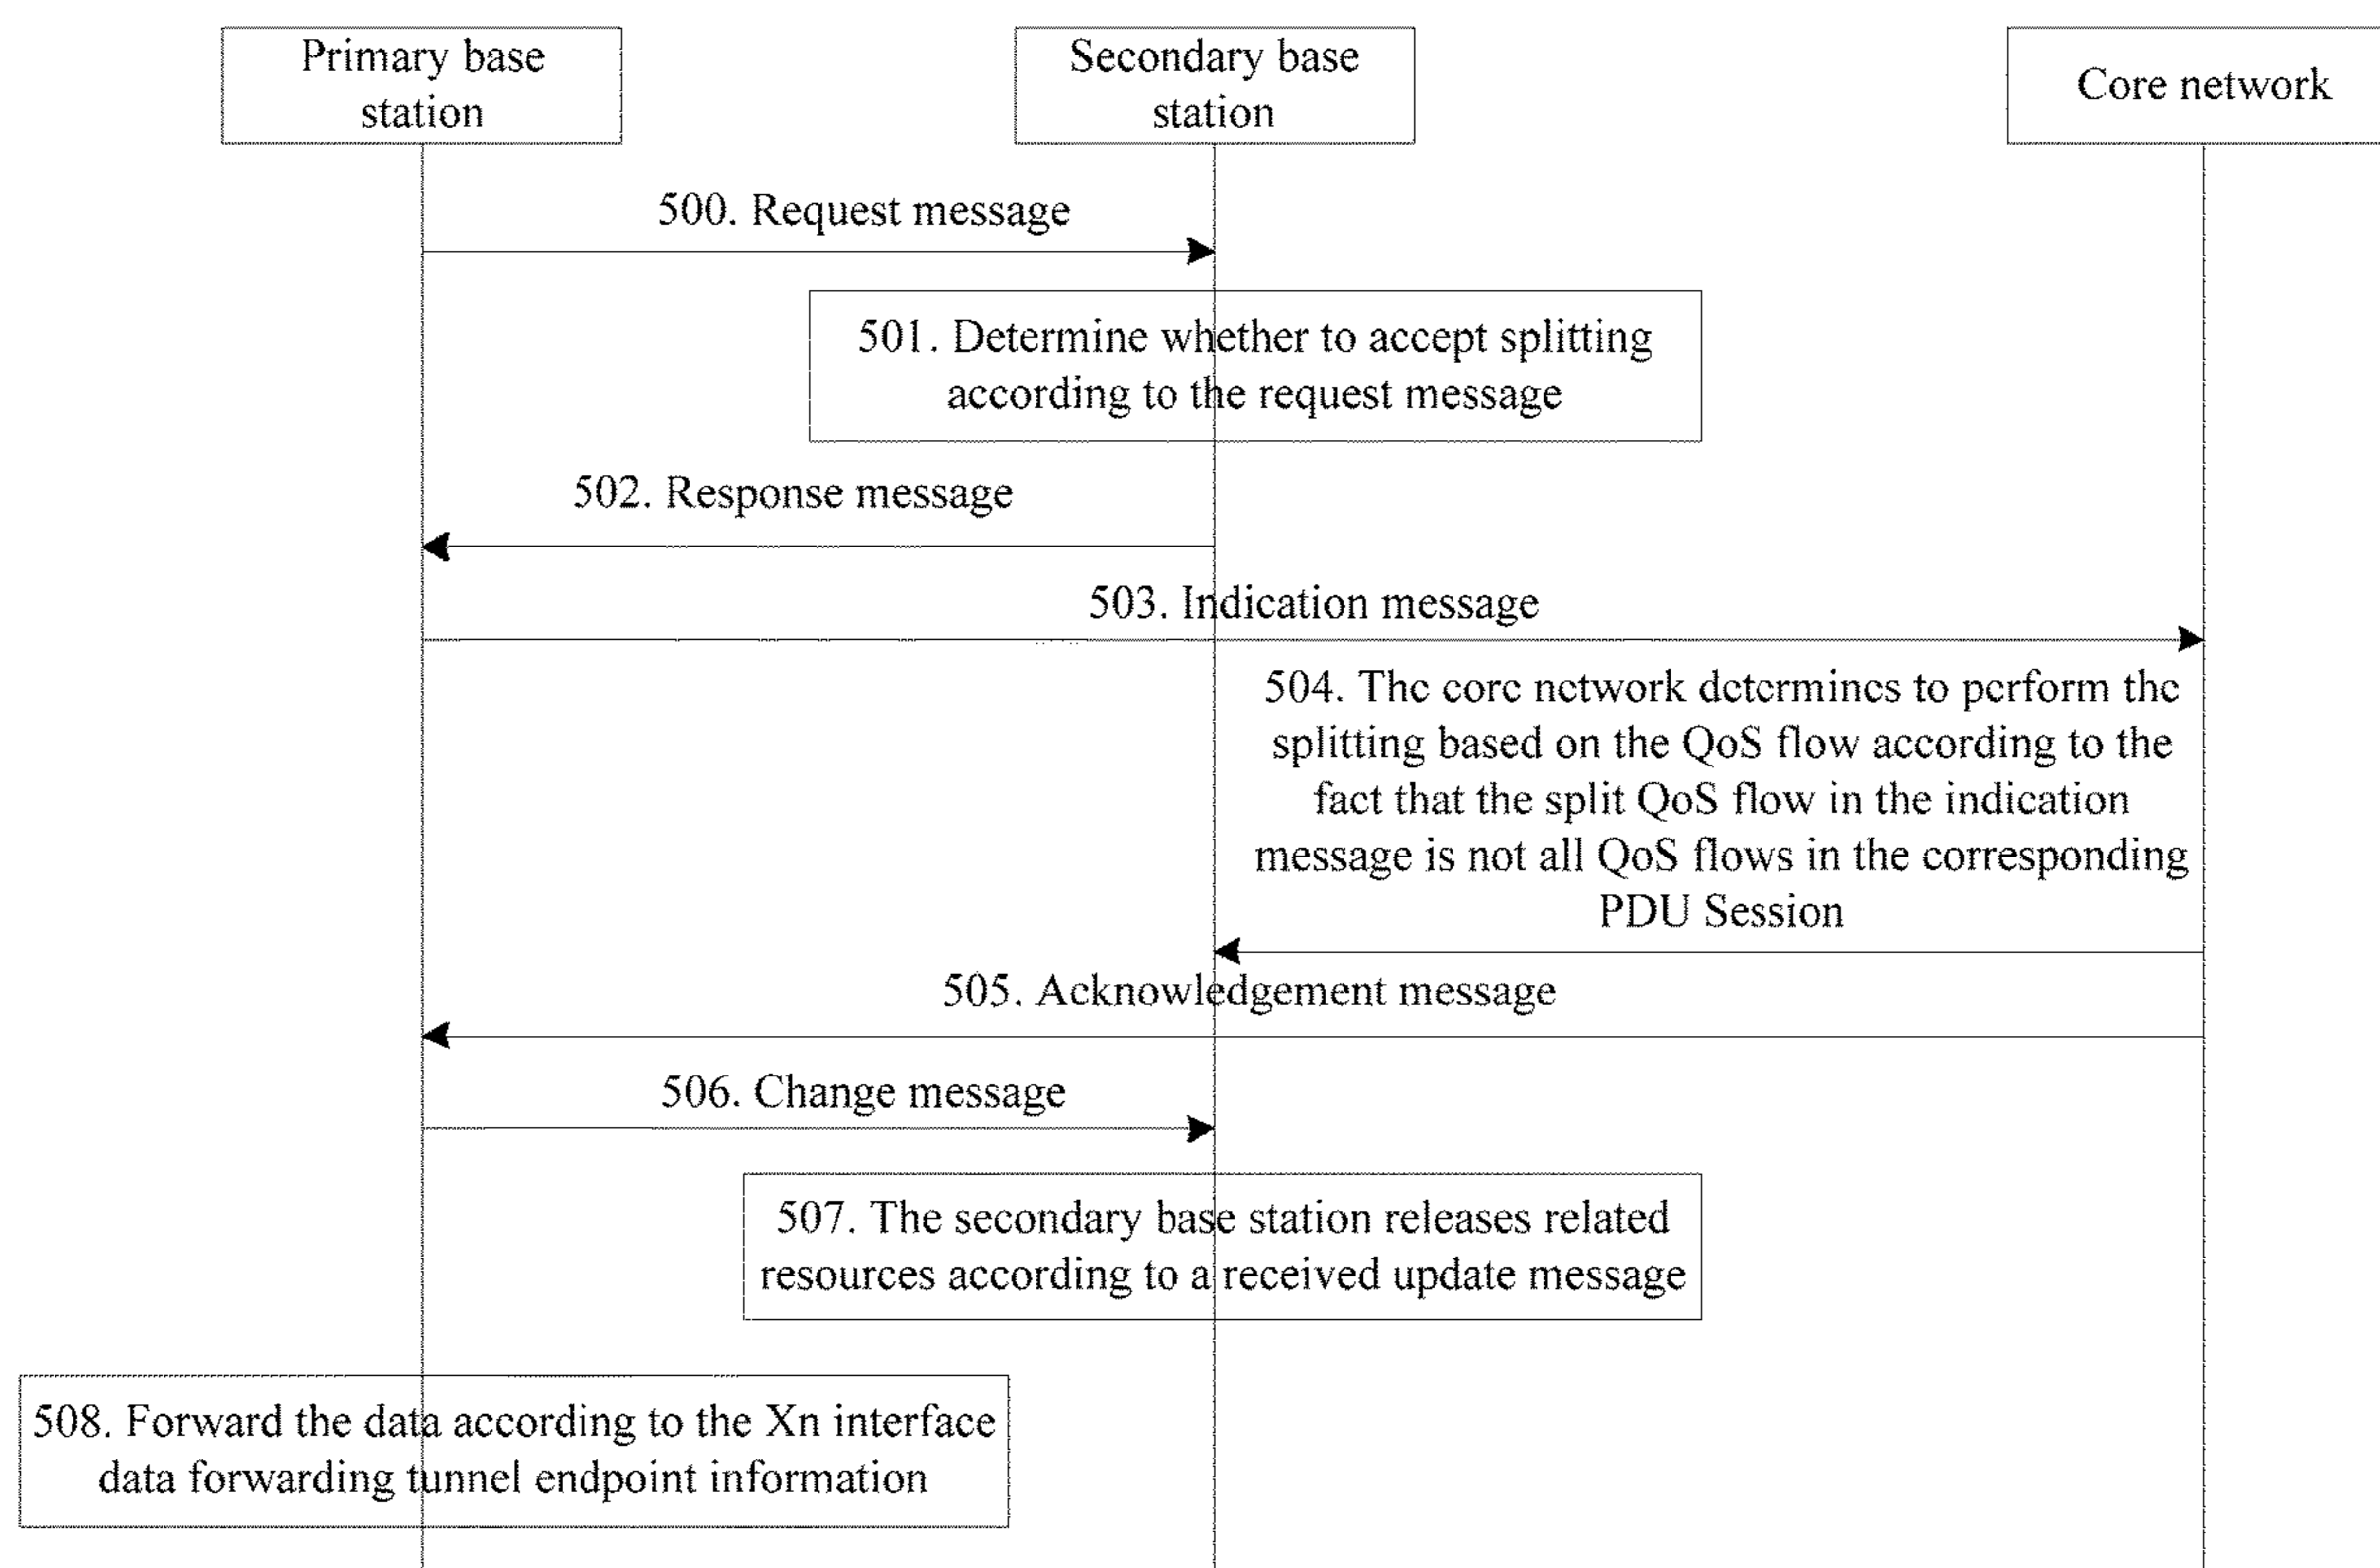 Primary base
station
Secondary base
station
Core network
500. Request message
501. Determine whether to accept splitting
according to the request message
502. Response message
503. Indication message
504. The core network determines to perform the
splitting based on the QoS flow according to the
fact that the split QoS flow in the indication
message is not all QoS flows in the corresponding
PDU Session
505. Acknowledgement message
506. Change message
507. The secondary base station releases related
resources according to a received update message
508. Forward the data according to the Xn interface
data forwarding tunnel endpoint information